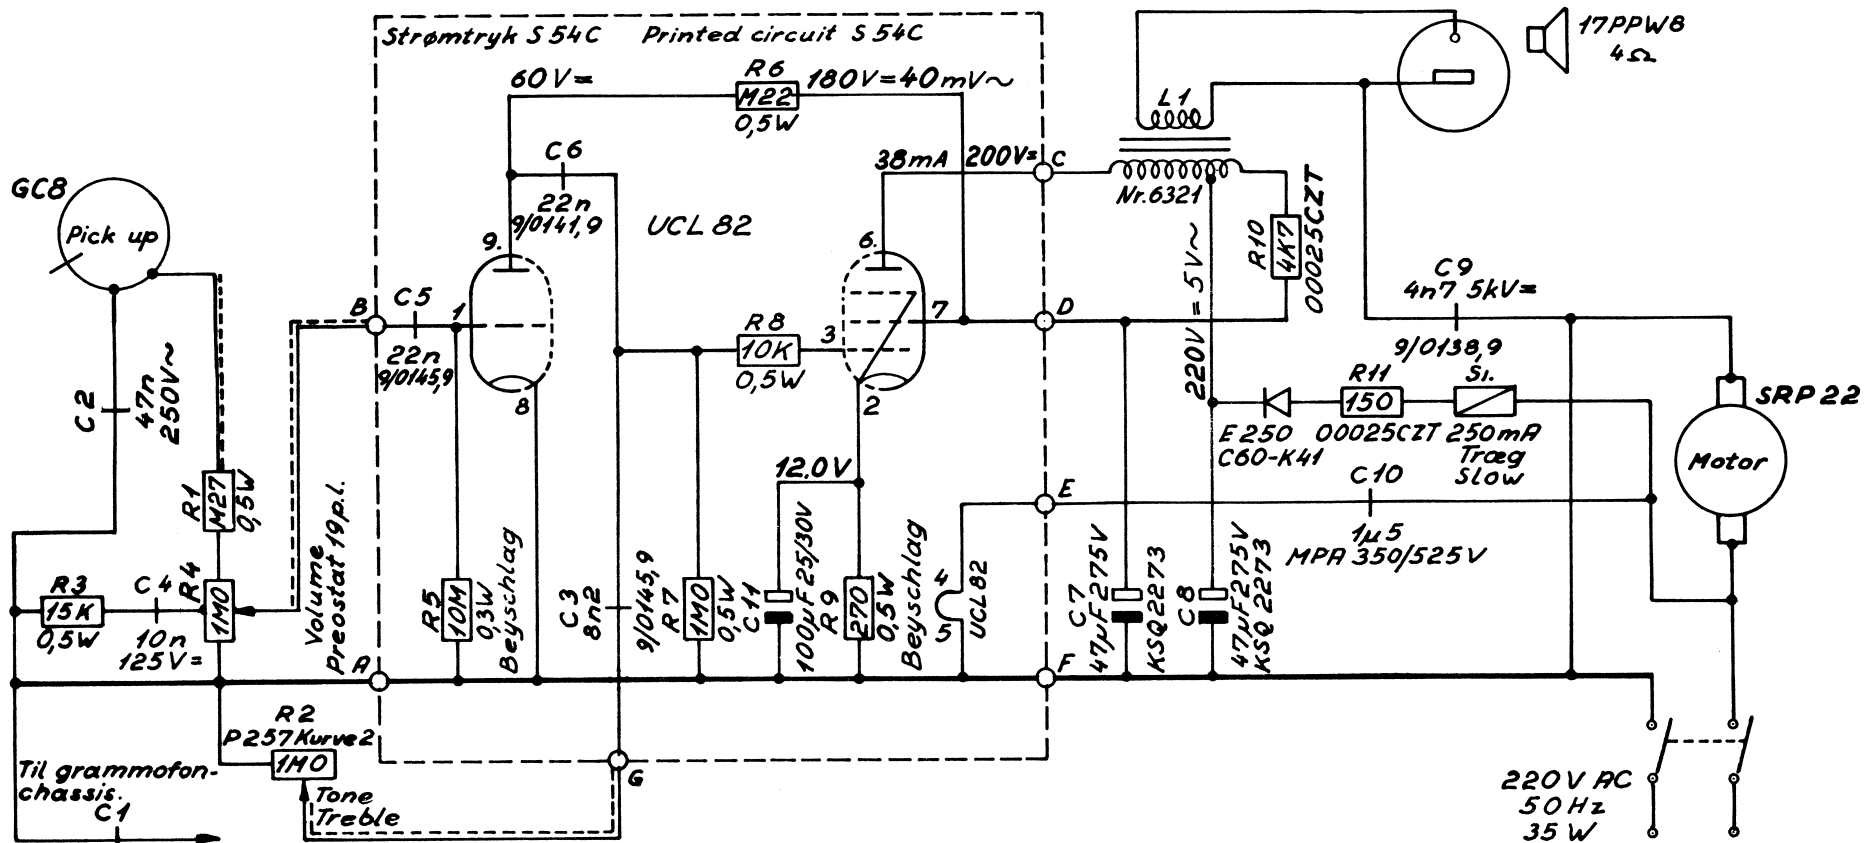 Strømtryk S 54C Printed circuit S 54C
17PPW8
4Ω
60V=
R6
M22
0,5W
180V=40mV~
L1
Nr.6321
C6
22n
9/0141,9
UCL 82
38mA 200V=
C
GC8
Pick up
9.
6.
R10
4K7
00025CZT
C9
4n7 5kV=
9/0138,9
B
C5
22n
9/0145,9
1
8
R8
10K
0,5W
3
7
2
D
220V= 5V~
C2
47n
250V~
R11
150
00025CZT
Si.
250mA
Træg
Slow
E250
C60-K41
SRP 22
Motor
12.0V
E
C10
1µ5
MPA 350/525V
R1
M27
0,5W
Volume
Preostat 19p.l.
R3
15K
0,5W
C4
10n
125V=
R4
1M0
R5
10M
0,3W
Beyschlag
C3
8n2
9/0145,9
R7
1M0
0,5W
C11
100µF 25/30V
R9
270
0,5W
Beyschlag
4
5
UCL82
C7
47µF 275V
KSQ 2273
C8
47µF 275V
KSQ 2273
A
F
R2
P257 Kurve 2
1M0
G
Tone
Treble
Til grammofon-
chassis.
C1
220V AC
50Hz
35W